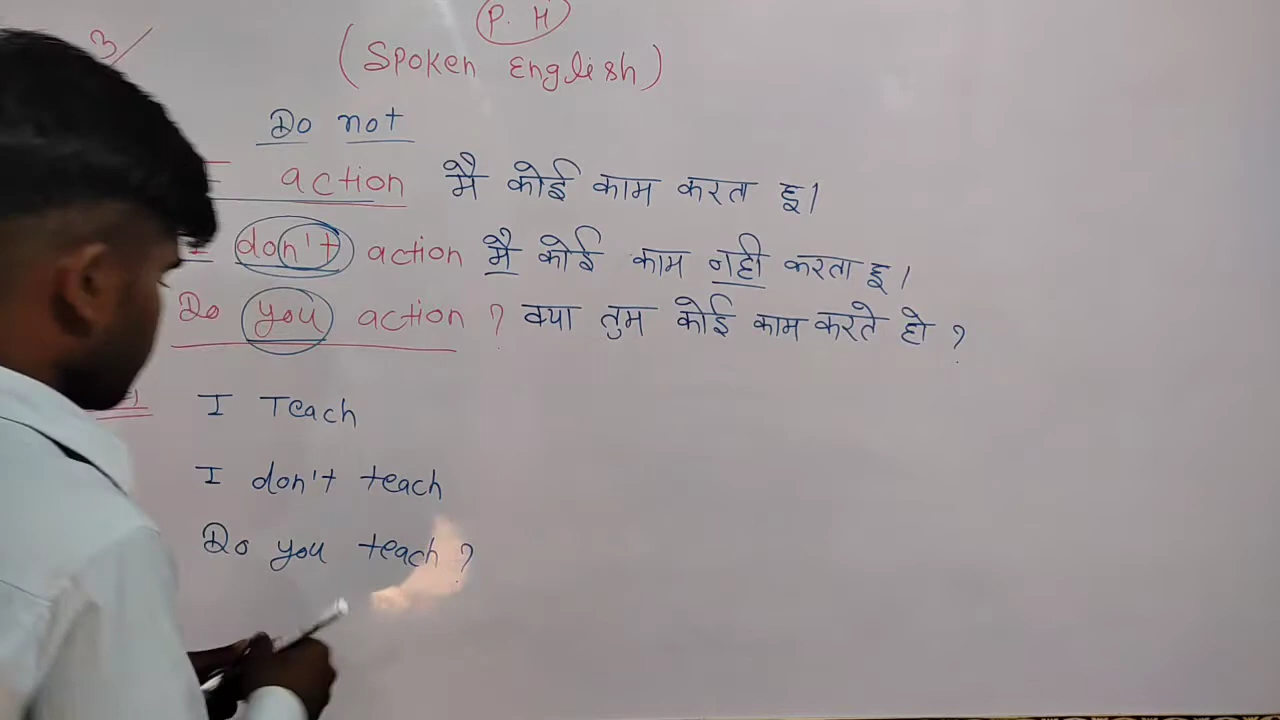 P. H
3/
(Spoken English)
Do not
I action मै कोई काम करता हू।
I don't action मै कोई काम नही करता हू।
Do you action ? क्या तुम कोई काम करते हो ?
I Teach
I don't teach
Do you teach ?